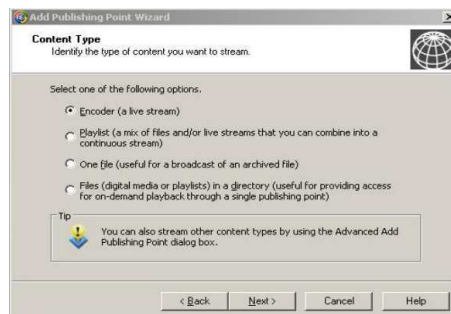 Add Publishing Point Wizard
Content Type
Identify the type of content you want to stream.
Select one of the following options.
Encoder (a live stream)
Playlist (a mix of files and/or live streams that you can combine into a
continuous stream)
One file (useful for a broadcast of an archived file)
Files (digital media or playlists) in a directory (useful for providing access
for on-demand playback through a single publishing point)
Tip
You can also stream other content types by using the Advanced Add
Publishing Point dialog box.
< Back
Next >
Cancel
Help